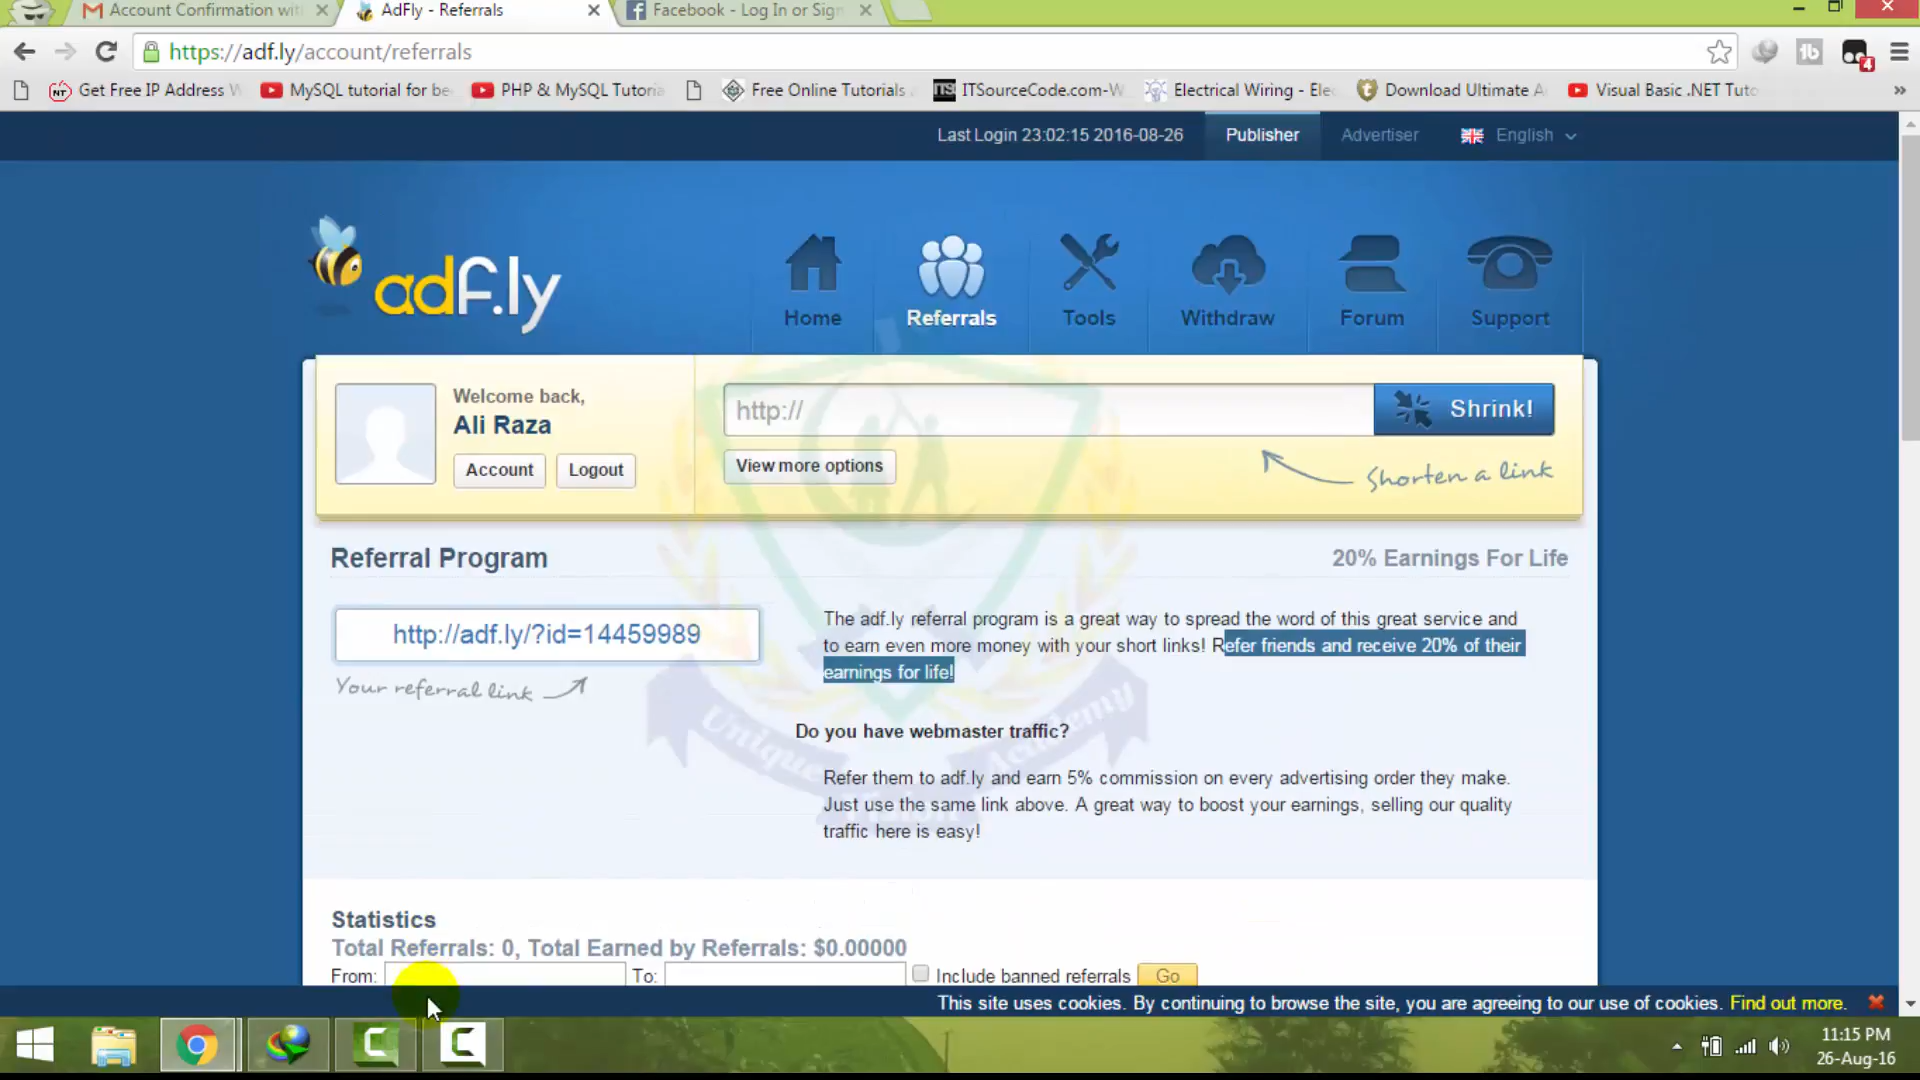 Account Confirmation wit
AdFly - Referrals
Facebook - Log In or Sign
https://adf.ly/account/referrals
4
Get Free IP Address
MySQL tutorial for be
PHP & MySQL Tutoria
Free Online Tutorials
ITSourceCode.com-W
Electrical Wiring - Ele
Download Ultimate A
Visual Basic .NET Tuto
Last Login 23:02:15 2016-08-26
Publisher
Advertiser
English
adf.ly
Home
Referrals
Tools
Withdraw
Forum
Support
Welcome back,
Ali Raza
Account
Logout
http://
Shrink!
View more options
Shorten a link
Referral Program
20% Earnings For Life
http://adf.ly/?id=14459989
Your referral link
The adf.ly referral program is a great way to spread the word of this great service and
to earn even more money with your short links! Refer friends and receive 20% of their
earnings for life!
Do you have webmaster traffic?
Refer them to adf.ly and earn 5% commission on every advertising order they make.
Just use the same link above. A great way to boost your earnings, selling our quality
traffic here is easy!
Unique Vision Academy
Statistics
Total Referrals: 0, Total Earned by Referrals: $0.00000
From:
To:
Include banned referrals
Go
This site uses cookies. By continuing to browse the site, you are agreeing to our use of cookies. Find out more.
11:15 PM
26-Aug-16